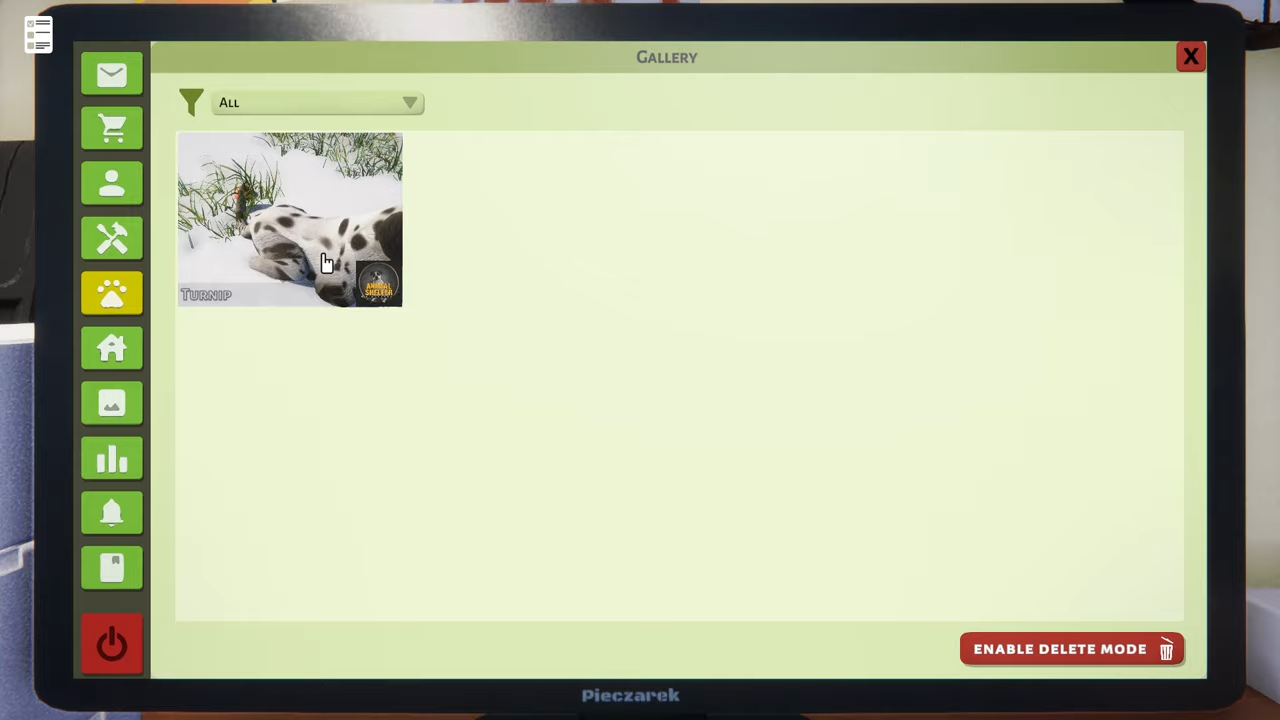 Gallery
X
All
Turnip
ANIMAL
SHELTER
ENABLE DELETE MODE
Pieczarek